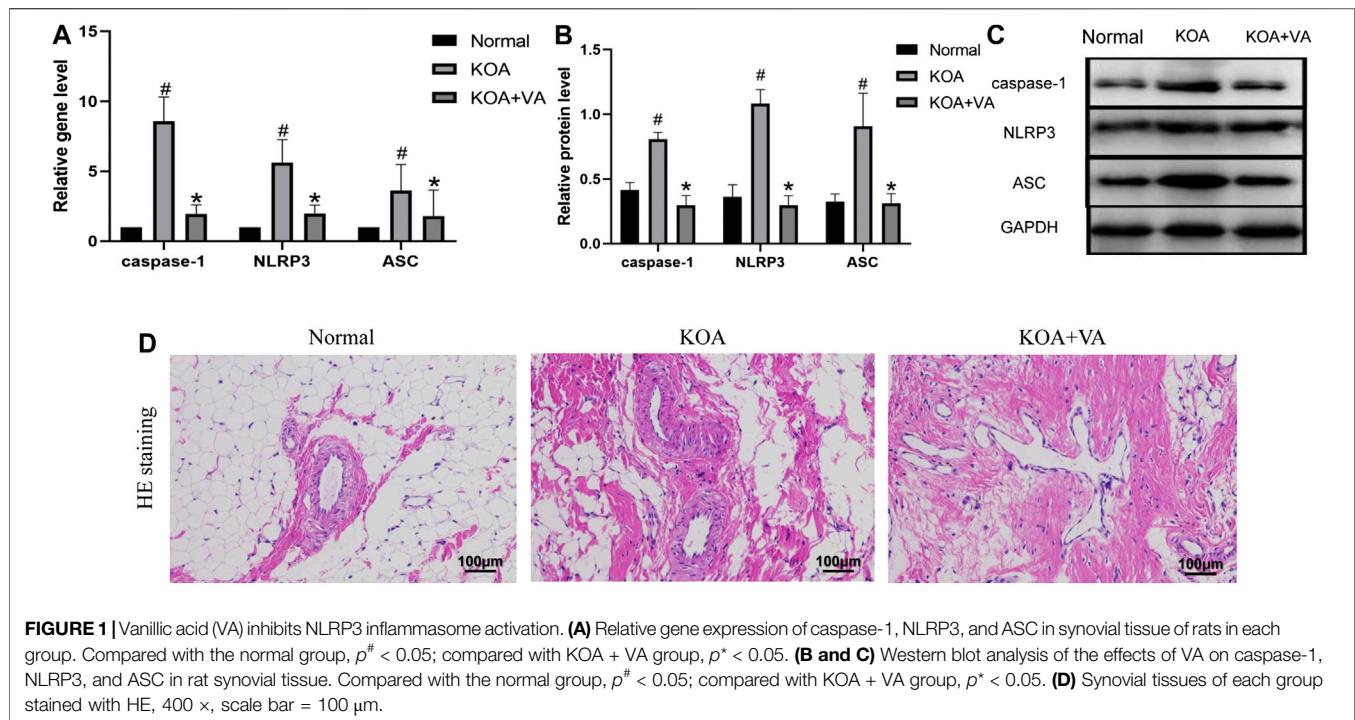 A
Relative gene level
15
10
5
0
#
*
#
*
#
*
caspase-1 NLRP3 ASC
Normal
KOA
KOA+VA
B
Relative protein level
1.5
1.0
0.5
0.0
#
*
#
*
#
*
caspase-1 NLRP3 ASC
Normal
KOA
KOA+VA
C
Normal KOA KOA+VA
caspase-1
NLRP3
ASC
GAPDH
D
Normal KOA KOA+VA
HE staining
100μm 100μm 100μm
FIGURE 1 | Vanillic acid (VA) inhibits NLRP3 inflammasome activation. (A) Relative gene expression of caspase-1, NLRP3, and ASC in synovial tissue of rats in each
group. Compared with the normal group, p# < 0.05; compared with KOA + VA group, p* < 0.05. (B and C) Western blot analysis of the effects of VA on caspase-1,
NLRP3, and ASC in rat synovial tissue. Compared with the normal group, p# < 0.05; compared with KOA + VA group, p* < 0.05. (D) Synovial tissues of each group
stained with HE, 400 ×, scale bar = 100 μm.